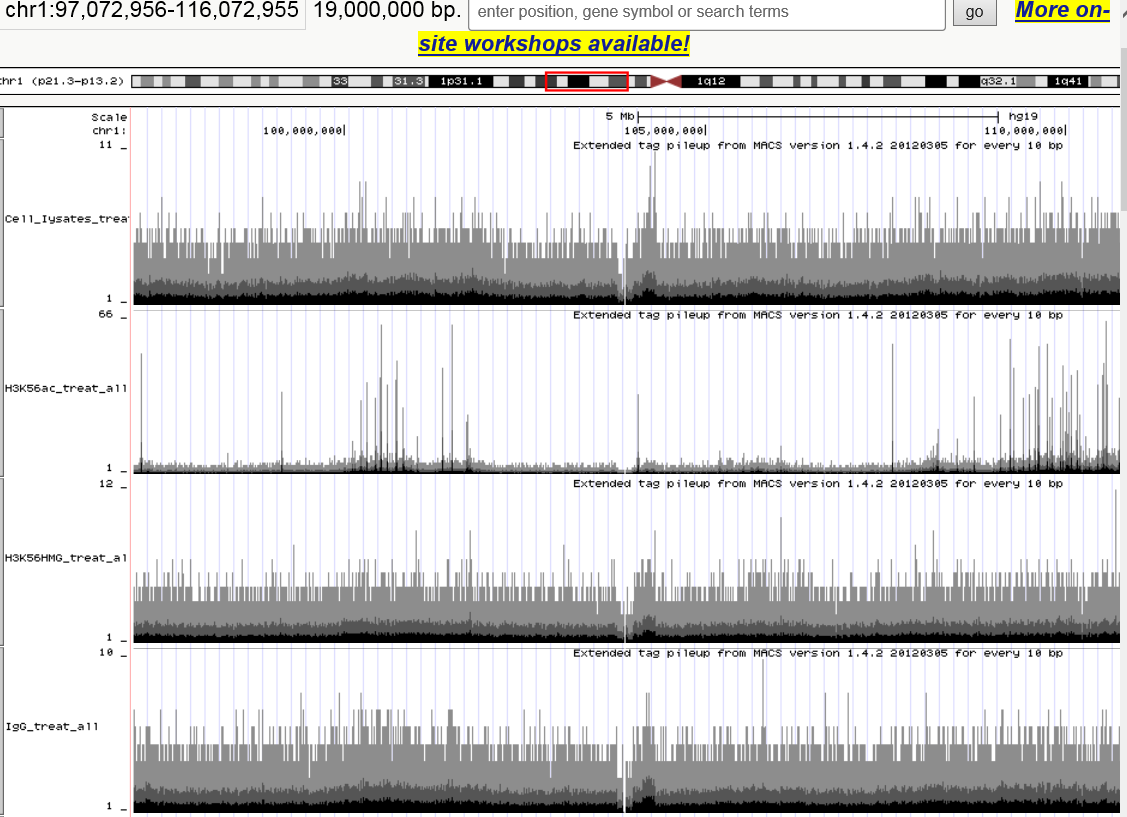 chr1:97,072,956-116,072,955 19,000,000 bp. enter position, gene symbol or search terms go More on-
site workshops available!
chr1 (p21.3-p13.2) 33 31.3 1p31.1 1q12 q32.1 1q41
Scale 5 Mb hg19
chr1: 100,000,000 105,000,000 110,000,000
11 _ Extended tag pileup from MACS version 1.4.2 20120305 for every 10 bp
Cell_lysates_trea
1 _
66 _ Extended tag pileup from MACS version 1.4.2 20120305 for every 10 bp
H3K56ac_treat_all
1 _
12 _ Extended tag pileup from MACS version 1.4.2 20120305 for every 10 bp
H3K56HMG_treat_al
1 _
10 _ Extended tag pileup from MACS version 1.4.2 20120305 for every 10 bp
IgG_treat_all
1 _